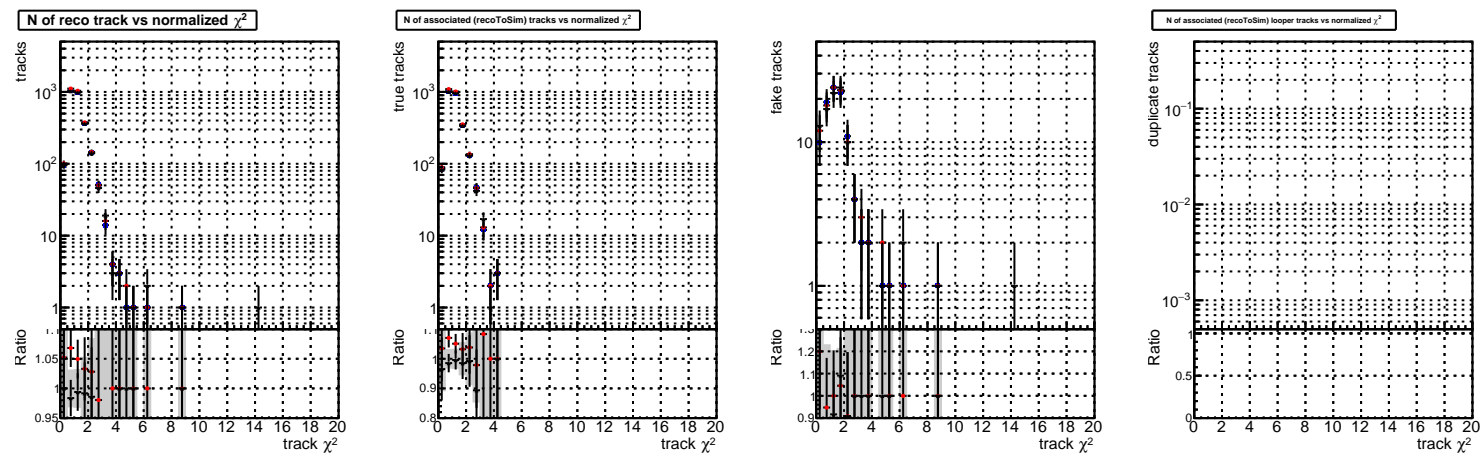 N of reco track vs normalized χ²
tracks
10³
10²
10
1
Ratio
1.1
1.05
1
0.95
0 2 4 6 8 10 12 14 16 18 20
track χ²
N of associated (recoToSim) tracks vs normalized χ²
true tracks
10³
10²
10
1
Ratio
1.1
1
0.9
0.8
0 2 4 6 8 10 12 14 16 18 20
track χ²
fake tracks
10
1
Ratio
1.3
1.2
1.1
1
0.9
0 2 4 6 8 10 12 14 16 18 20
track χ²
N of associated (recoToSim) looper tracks vs normalized χ²
duplicate tracks
10⁻¹
10⁻²
10⁻³
Ratio
1
0.5
0
0 2 4 6 8 10 12 14 16 18 20
track χ²